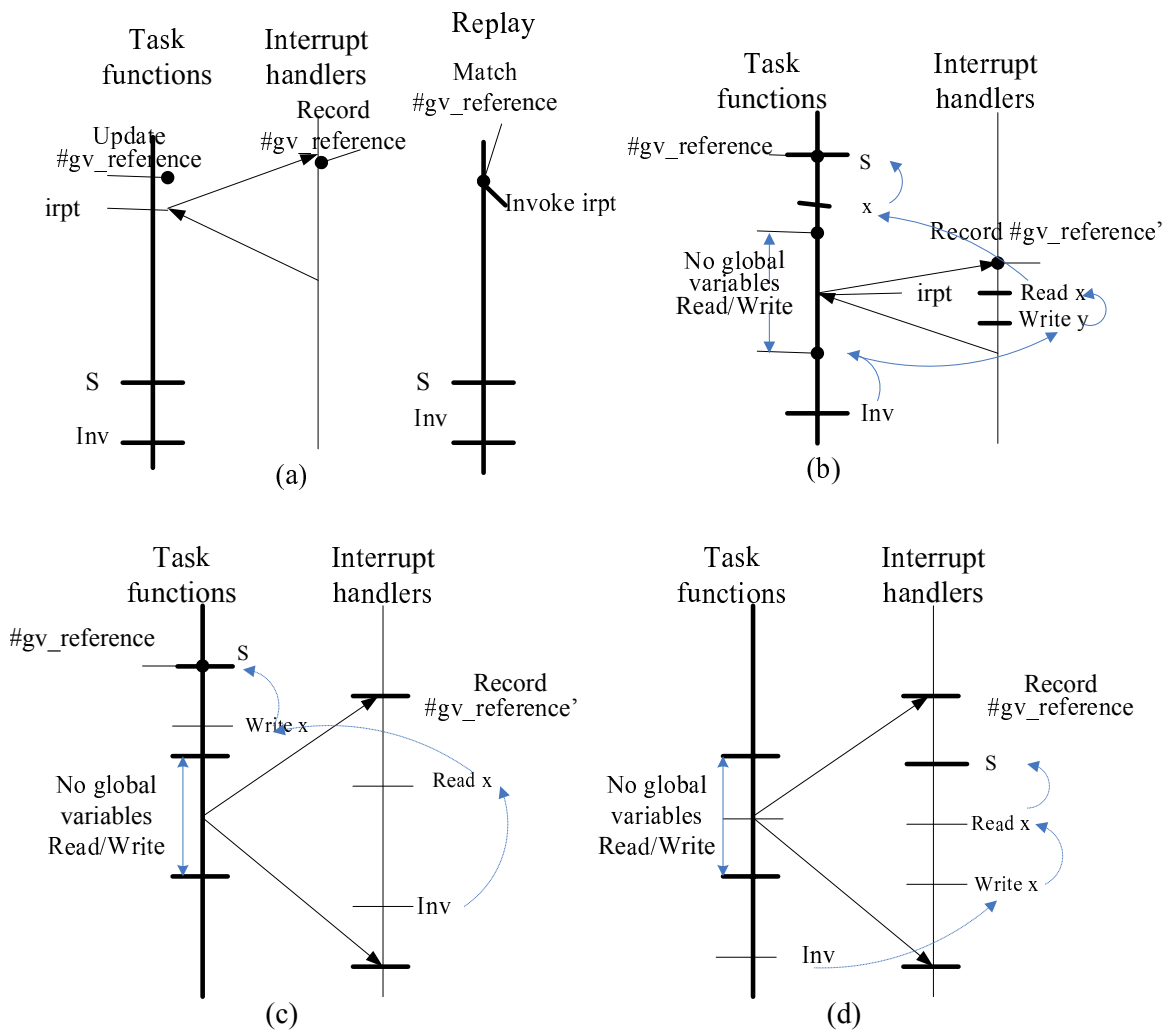 Task
functions
Interrupt
handlers
Replay
Update
#gv_reference
Record
#gv_reference
Match
#gv_reference
irpt
Invoke irpt
S
Inv
S
Inv
(a)
Task
functions
Interrupt
handlers
#gv_reference
S
x
Record #gv_reference’
No global
variables
Read/Write
irpt
Read x
Write y
Inv
(b)
Task
functions
Interrupt
handlers
#gv_reference
S
Record
#gv_reference’
Write x
No global
variables
Read/Write
Read x
Inv
(c)
Task
functions
Interrupt
handlers
Record
#gv_reference
S
No global
variables
Read/Write
Read x
Write x
Inv
(d)